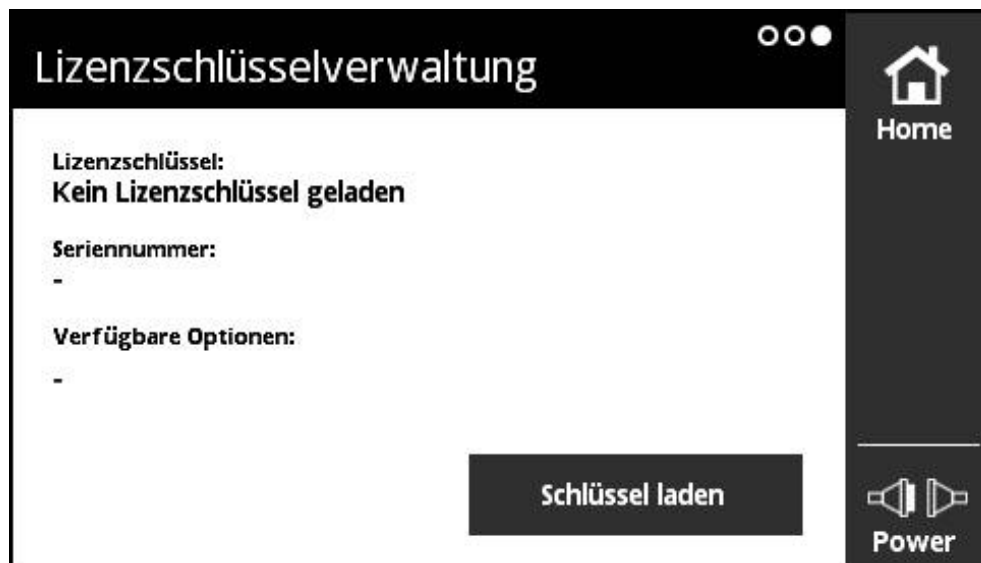 Lizenzschlüsselverwaltung
Home
Lizenzschlüssel:
Kein Lizenzschlüssel geladen
Seriennummer:
-
Verfügbare Optionen:
-
Schlüssel laden
Power